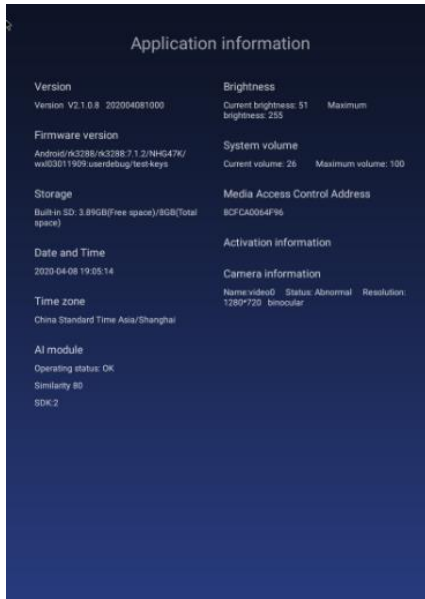 Application information
Version
Version V2.1.0.8 202004081000
Firmware version
Android/rk3288/rk3288:7.1.2/NHG47K/
wxl03011909:userdebug/test-keys
Storage
Built-in SD: 3.89GB(Free space)/8GB(Total
space)
Date and Time
2020-04-08 19:05:14
Time zone
China Standard Time Asia/Shanghai
AI module
Operating status: OK
Similarity 80
SDK:2
Brightness
Current brightness: 51 Maximum
brightness: 255
System volume
Current volume: 26 Maximum volume: 100
Media Access Control Address
8CFCA0064F96
Activation information
Camera information
Name:video0 Status: Abnormal Resolution:
1280*720 binocular